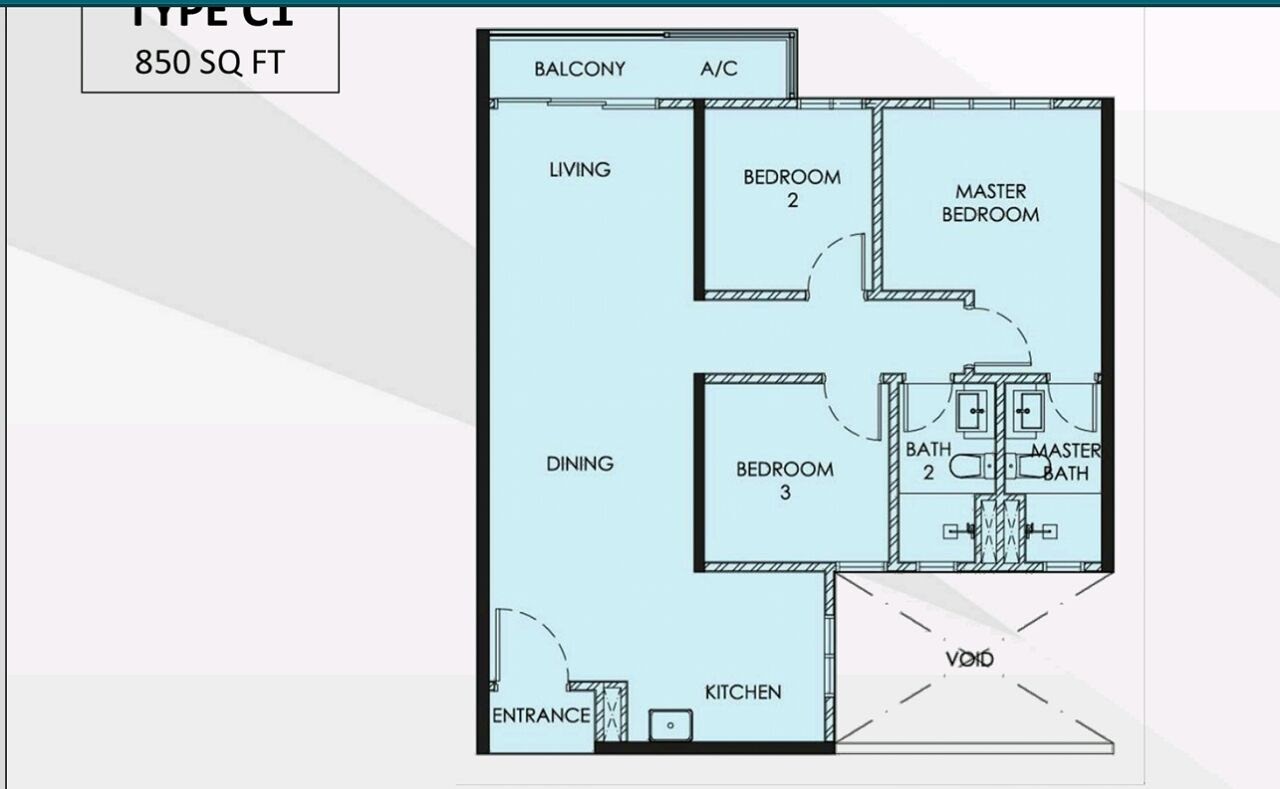 TYPE C1
850 SQ FT
BALCONY
A/C
LIVING
BEDROOM
2
MASTER
BEDROOM
DINING
BEDROOM
3
BATH
2
MASTER
BATH
VOID
KITCHEN
ENTRANCE